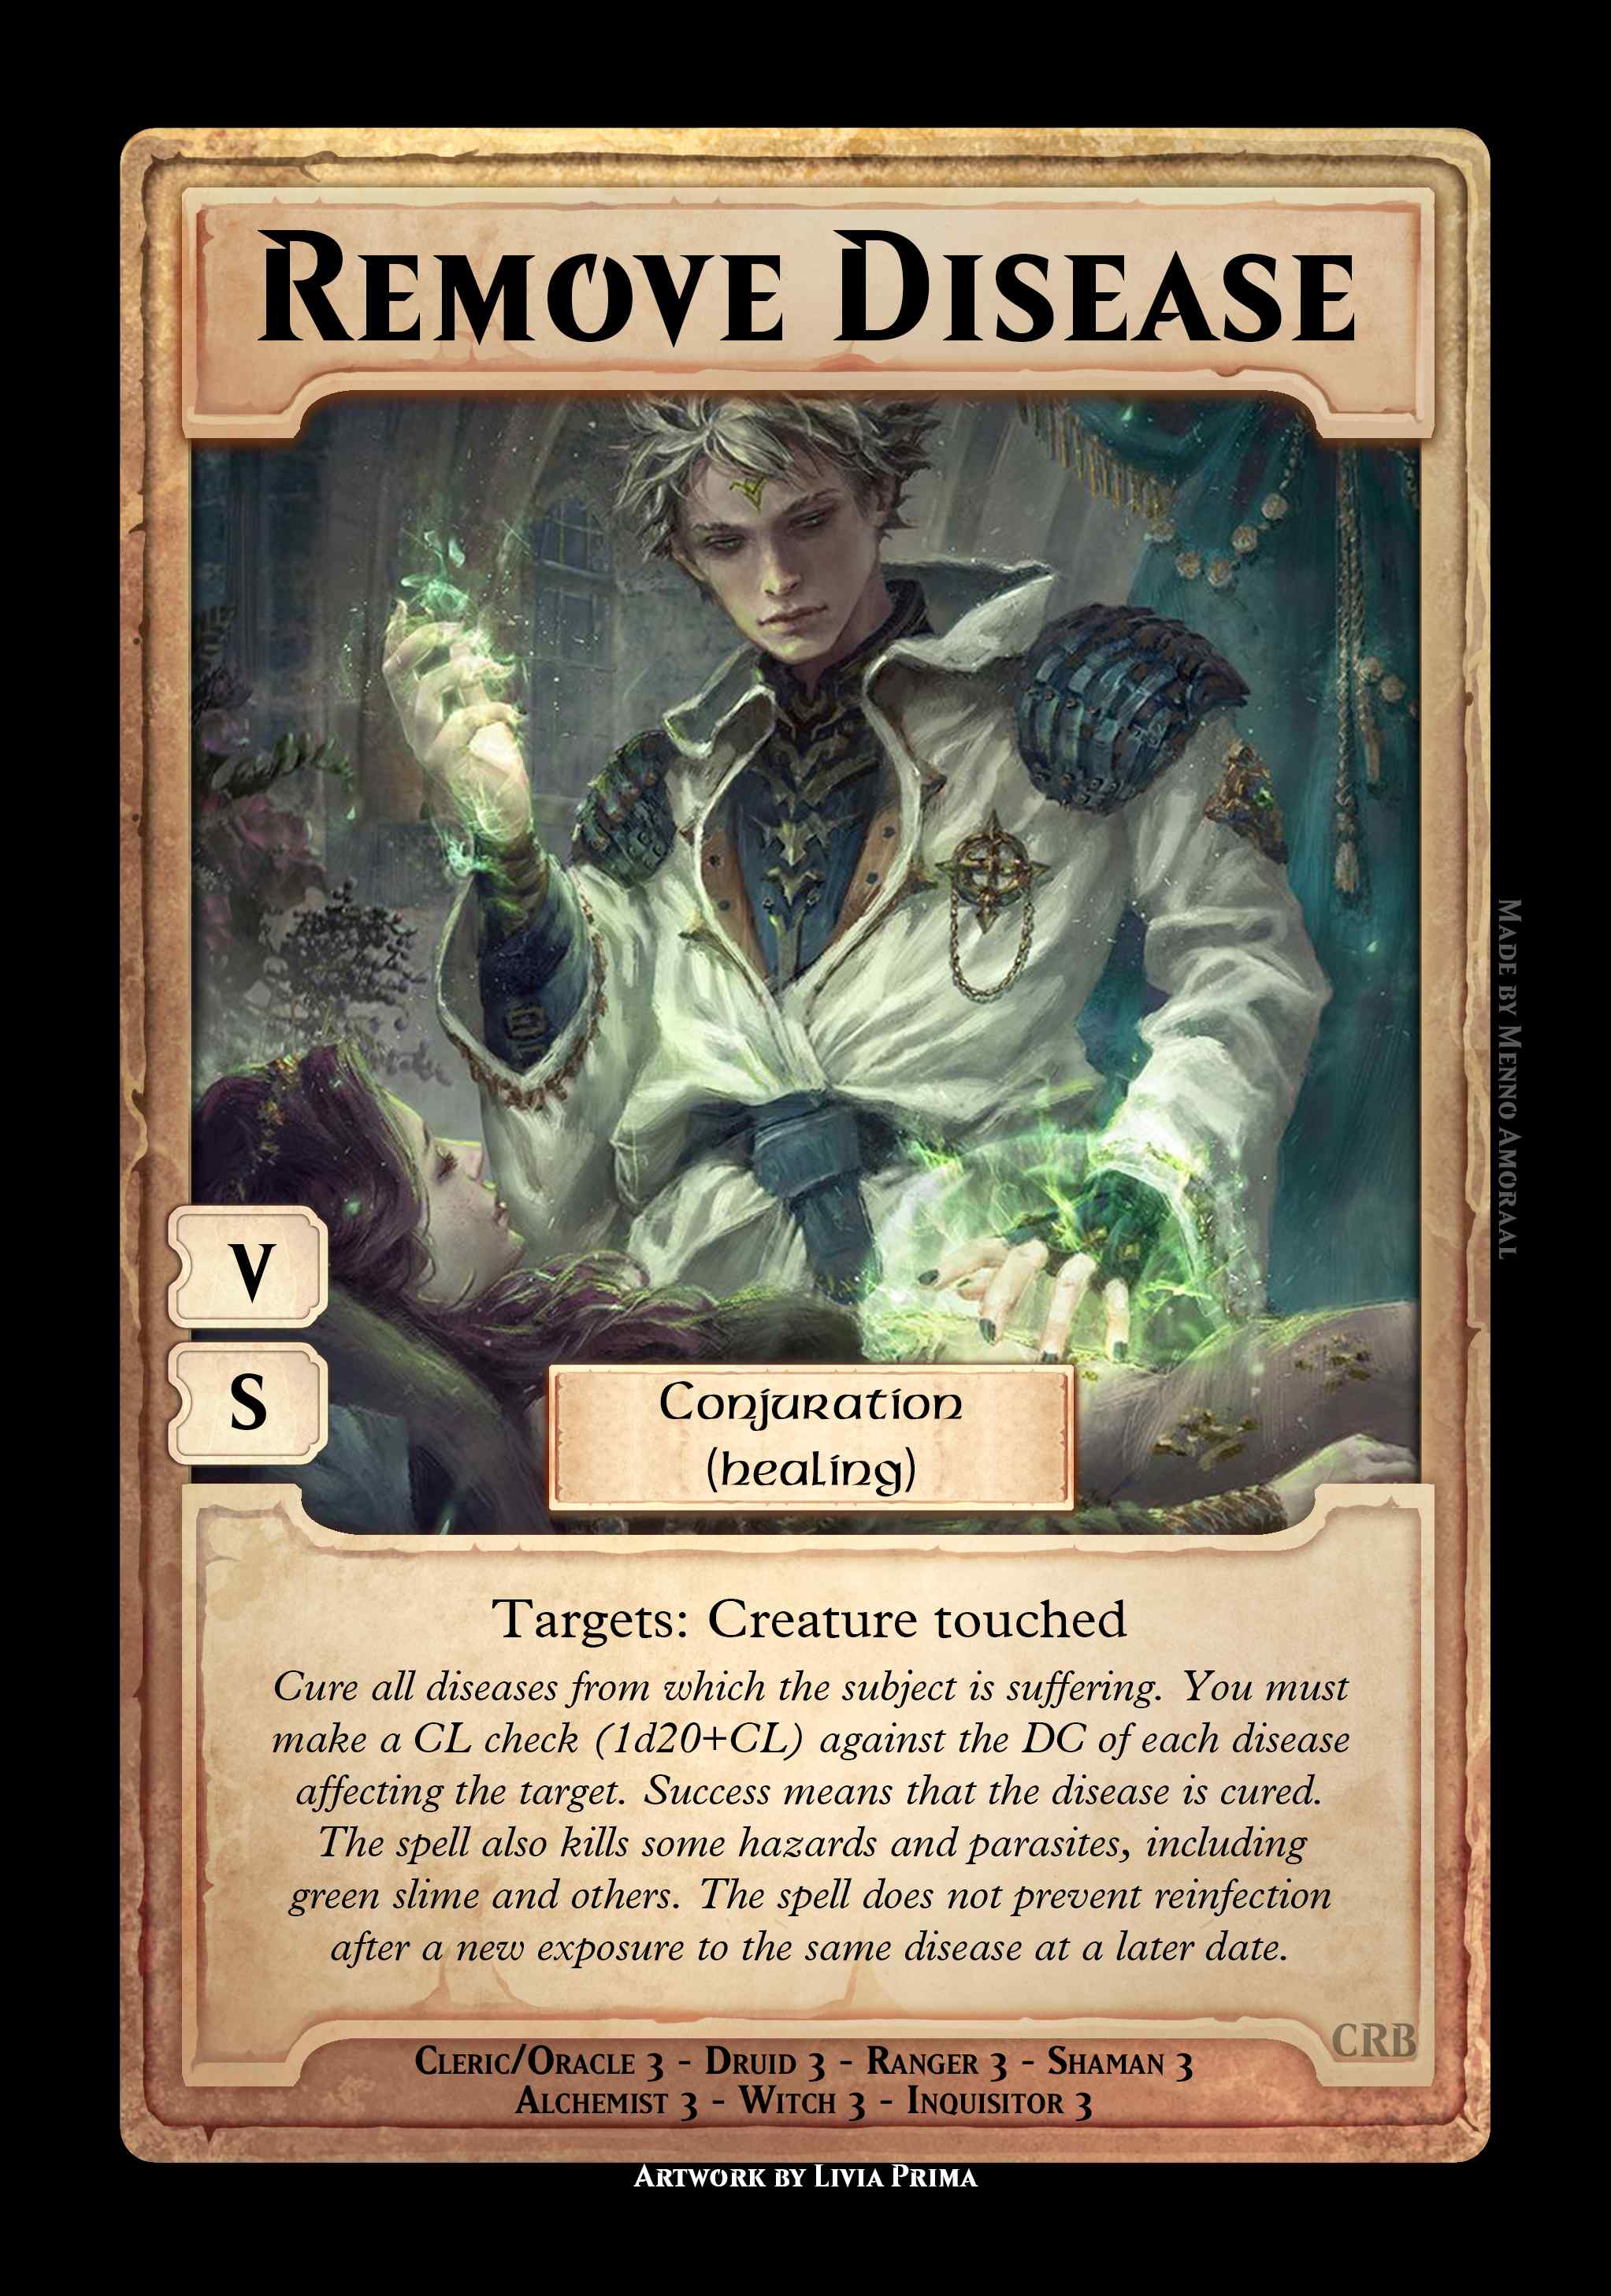 Remove Disease
V
S
Conjuration
(healing)
Targets: Creature touched
Cure all diseases from which the subject is suffering. You must
make a CL check (1d20+CL) against the DC of each disease
affecting the target. Success means that the disease is cured.
The spell also kills some hazards and parasites, including
green slime and others. The spell does not prevent reinfection
after a new exposure to the same disease at a later date.
CRB
Cleric/Oracle 3 - Druid 3 - Ranger 3 - Shaman 3
Alchemist 3 - Witch 3 - Inquisitor 3
Artwork by Livia Prima
Made by Menno Amoraal